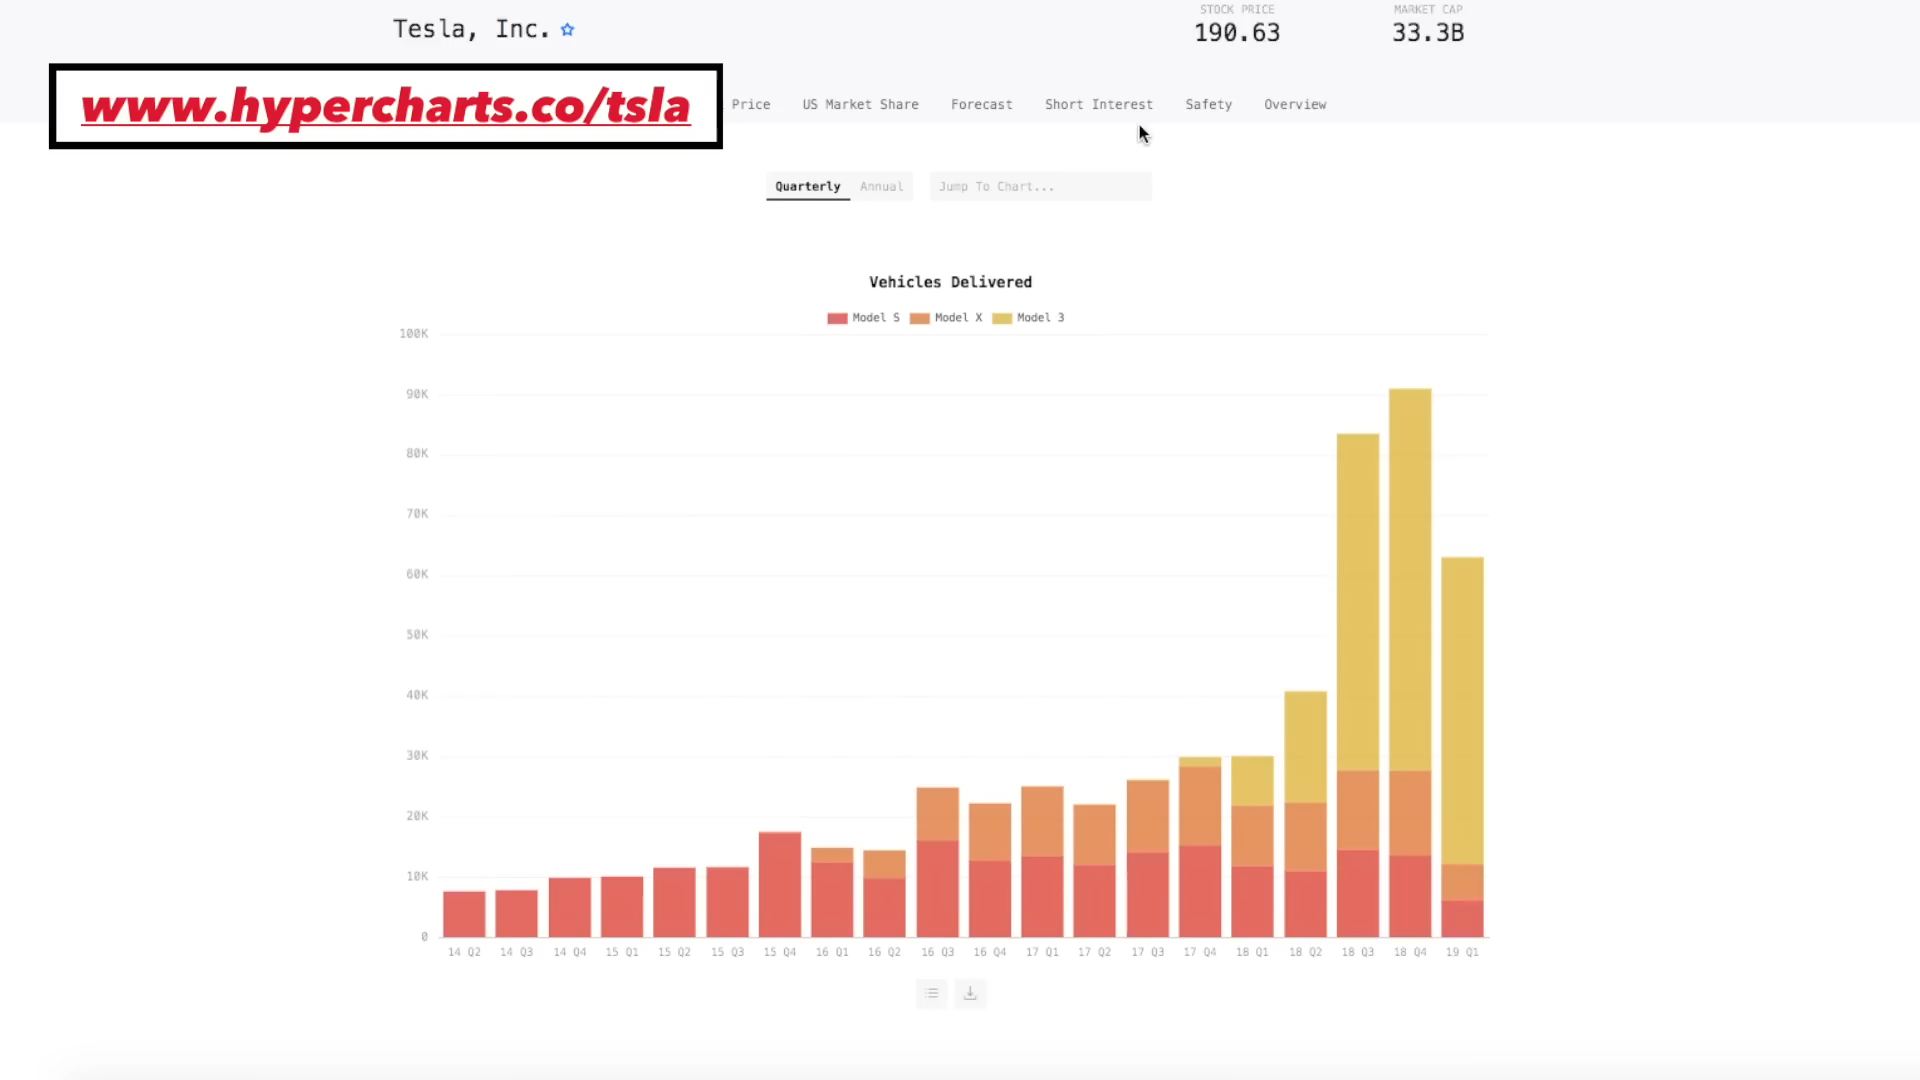 Tesla, Inc.
STOCK PRICE
190.63
MARKET CAP
33.3B
www.hypercharts.co/tsla
Price US Market Share Forecast Short Interest Safety Overview
Quarterly Annual Jump To Chart...
Vehicles Delivered
Model S Model X Model 3
100K
90K
80K
70K
60K
50K
40K
30K
20K
10K
0
14 Q2 14 Q3 14 Q4 15 Q1 15 Q2 15 Q3 15 Q4 16 Q1 16 Q2 16 Q3 16 Q4 17 Q1 17 Q2 17 Q3 17 Q4 18 Q1 18 Q2 18 Q3 18 Q4 19 Q1